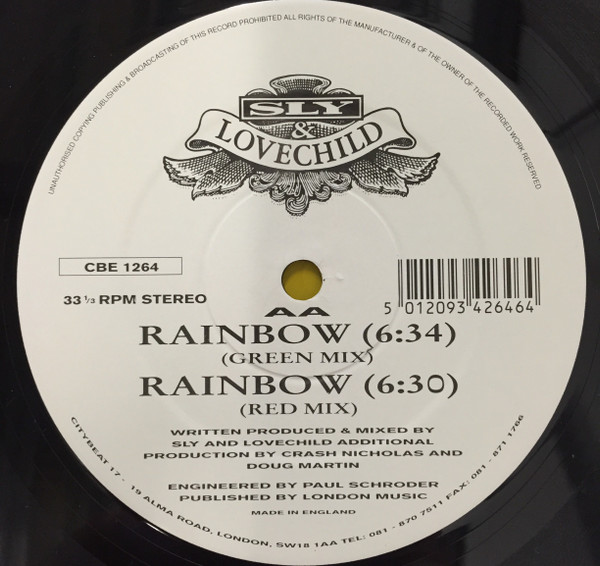 UNAUTHORISED COPYING PUBLISHING & BROADCASTING OF THIS RECORD PROHIBITED ALL RIGHTS OF THE MANUFACTURER & OF THE OWNER OF THE RECORDED WORK RESERVED
SLY
&
LOVECHILD
CBE 1264
33 ⅓ RPM STEREO
5 012093 426464
AA
RAINBOW (6:34)
(GREEN MIX)
RAINBOW (6:30)
(RED MIX)
WRITTEN PRODUCED & MIXED BY
SLY AND LOVECHILD ADDITIONAL
PRODUCTION BY CRASH NICHOLAS AND
DOUG MARTIN
ENGINEERED BY PAUL SCHRODER
PUBLISHED BY LONDON MUSIC
MADE IN ENGLAND
CITYBEAT 17 - 19 ALMA ROAD, LONDON, SW18 1AA TEL: 081 - 870 7511 FAX: 081 - 871 1766